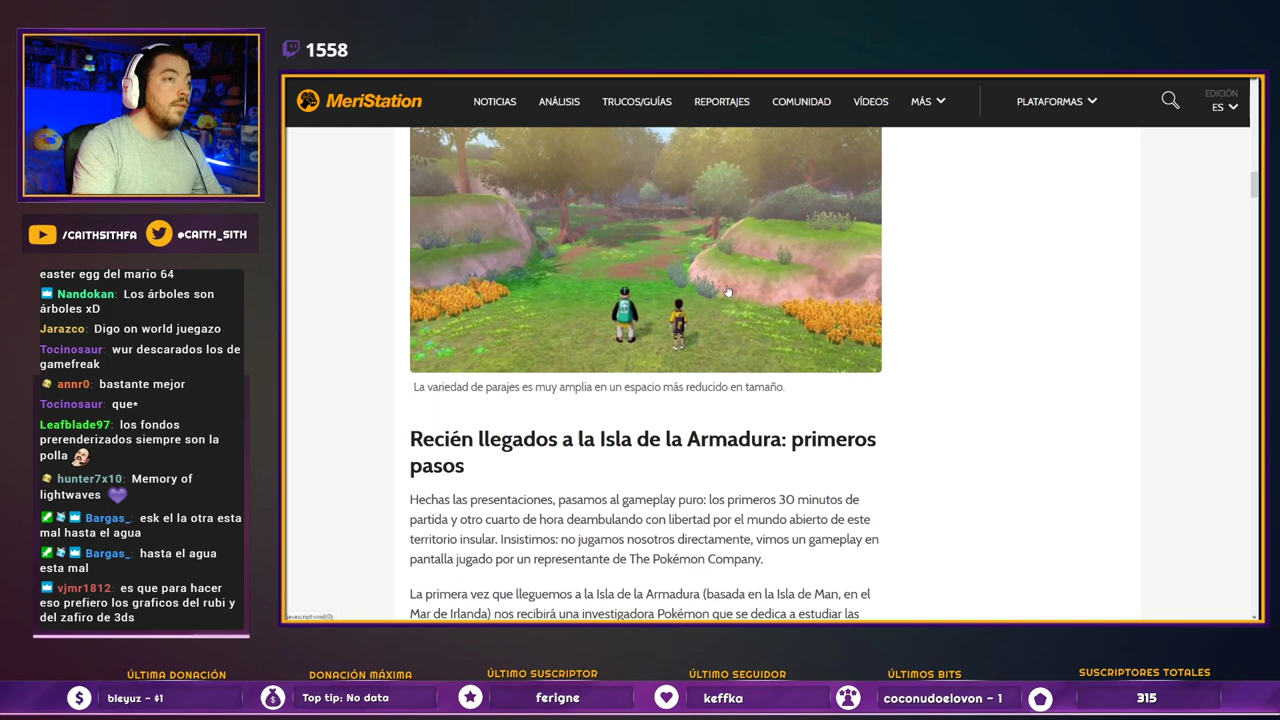 1558
MeriStation
NOTICIAS
ANÁLISIS
TRUCOS/GUÍAS
REPORTAJES
COMUNIDAD
VÍDEOS
MÁS
PLATAFORMAS
EDICIÓN
ES
/CAITHSITHFA
@CAITH_SITH
easter egg del mario 64
Nandokan: Los árboles son
árboles xD
Jarazco: Digo on world juegazo
Tocinosaur: wur descarados los de
gamefreak
annr0: bastante mejor
Tocinosaur: que*
Leafblade97: los fondos
prerenderizados siempre son la
polla
hunter7x10: Memory of
lightwaves
Bargas_: esk el la otra esta
mal hasta el agua
Bargas_: hasta el agua
esta mal
vjmr1812: es que para hacer
eso prefiero los graficos del rubi y
del zafiro de 3ds
La variedad de parajes es muy amplia en un espacio más reducido en tamaño.
Recién llegados a la Isla de la Armadura: primeros
pasos
Hechas las presentaciones, pasamos al gameplay puro: los primeros 30 minutos de
partida y otro cuarto de hora deambulando con libertad por el mundo abierto de este
territorio insular. Insistimos: no jugamos nosotros directamente, vimos un gameplay en
pantalla jugado por un representante de The Pokémon Company.
La primera vez que lleguemos a la Isla de la Armadura (basada en la Isla de Man, en el
Mar de Irlanda) nos recibirá una investigadora Pokémon que se dedica a estudiar las
javascript:void(0);
ÚLTIMA DONACIÓN
bleyuz - $1
DONACIÓN MÁXIMA
Top tip: No data
ÚLTIMO SUSCRIPTOR
ferigne
ÚLTIMO SEGUIDOR
keffka
ÚLTIMOS BITS
coconudoelovon - 1
SUSCRIPTORES TOTALES
315